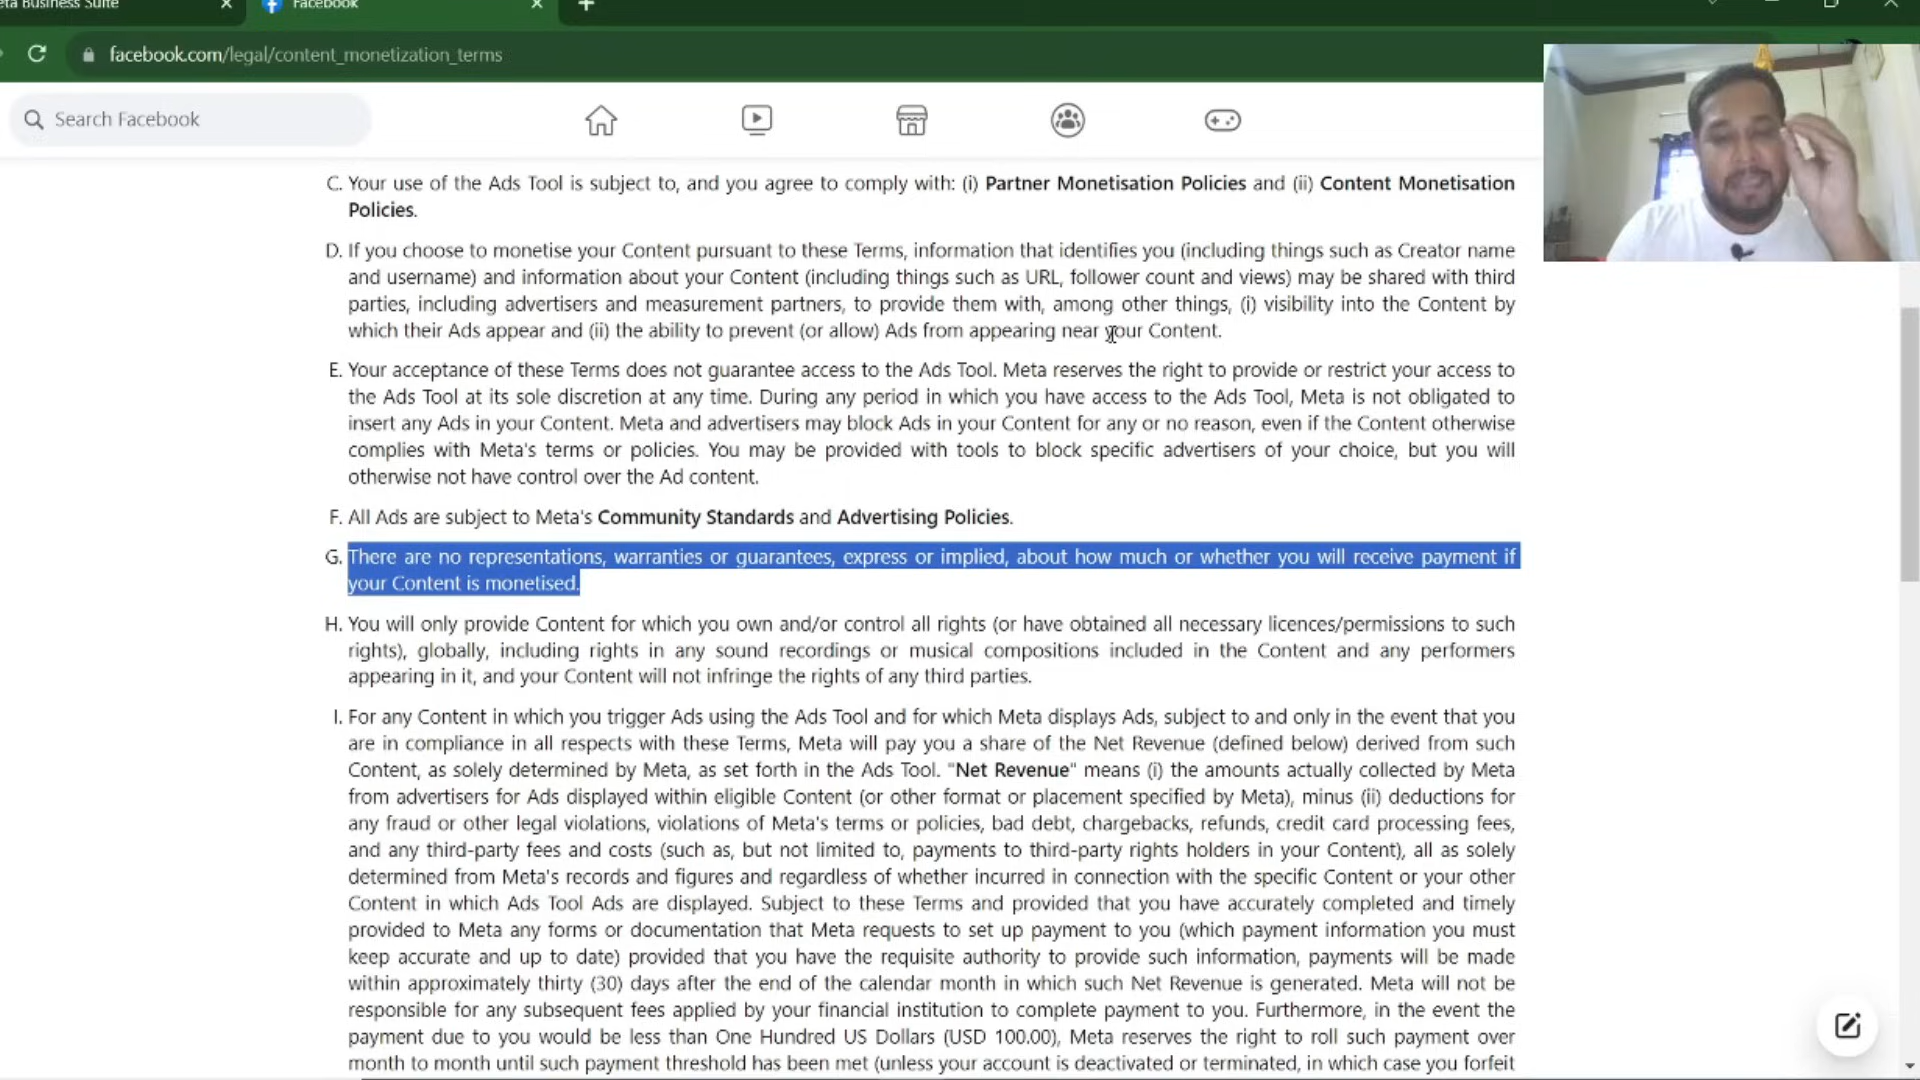 eta Business Suite
Facebook
facebook.com/legal/content_monetization_terms
Search Facebook
C. Your use of the Ads Tool is subject to, and you agree to comply with: (i) Partner Monetisation Policies and (ii) Content Monetisation
Policies.
D. If you choose to monetise your Content pursuant to these Terms, information that identifies you (including things such as Creator name
and username) and information about your Content (including things such as URL, follower count and views) may be shared with third
parties, including advertisers and measurement partners, to provide them with, among other things, (i) visibility into the Content by
which their Ads appear and (ii) the ability to prevent (or allow) Ads from appearing near your Content.
E. Your acceptance of these Terms does not guarantee access to the Ads Tool. Meta reserves the right to provide or restrict your access to
the Ads Tool at its sole discretion at any time. During any period in which you have access to the Ads Tool, Meta is not obligated to
insert any Ads in your Content. Meta and advertisers may block Ads in your Content for any or no reason, even if the Content otherwise
complies with Meta's terms or policies. You may be provided with tools to block specific advertisers of your choice, but you will
otherwise not have control over the Ad content.
F. All Ads are subject to Meta's Community Standards and Advertising Policies.
G. There are no representations, warranties or guarantees, express or implied, about how much or whether you will receive payment if
your Content is monetised.
H. You will only provide Content for which you own and/or control all rights (or have obtained all necessary licences/permissions to such
rights), globally, including rights in any sound recordings or musical compositions included in the Content and any performers
appearing in it, and your Content will not infringe the rights of any third parties.
I. For any Content in which you trigger Ads using the Ads Tool and for which Meta displays Ads, subject to and only in the event that you
are in compliance in all respects with these Terms, Meta will pay you a share of the Net Revenue (defined below) derived from such
Content, as solely determined by Meta, as set forth in the Ads Tool. "Net Revenue" means (i) the amounts actually collected by Meta
from advertisers for Ads displayed within eligible Content (or other format or placement specified by Meta), minus (ii) deductions for
any fraud or other legal violations, violations of Meta's terms or policies, bad debt, chargebacks, refunds, credit card processing fees,
and any third-party fees and costs (such as, but not limited to, payments to third-party rights holders in your Content), all as solely
determined from Meta's records and figures and regardless of whether incurred in connection with the specific Content or your other
Content in which Ads Tool Ads are displayed. Subject to these Terms and provided that you have accurately completed and timely
provided to Meta any forms or documentation that Meta requests to set up payment to you (which payment information you must
keep accurate and up to date) provided that you have the requisite authority to provide such information, payments will be made
within approximately thirty (30) days after the end of the calendar month in which such Net Revenue is generated. Meta will not be
responsible for any subsequent fees applied by your financial institution to complete payment to you. Furthermore, in the event the
payment due to you would be less than One Hundred US Dollars (USD 100.00), Meta reserves the right to roll such payment over
month to month until such payment threshold has been met (unless your account is deactivated or terminated, in which case you forfeit